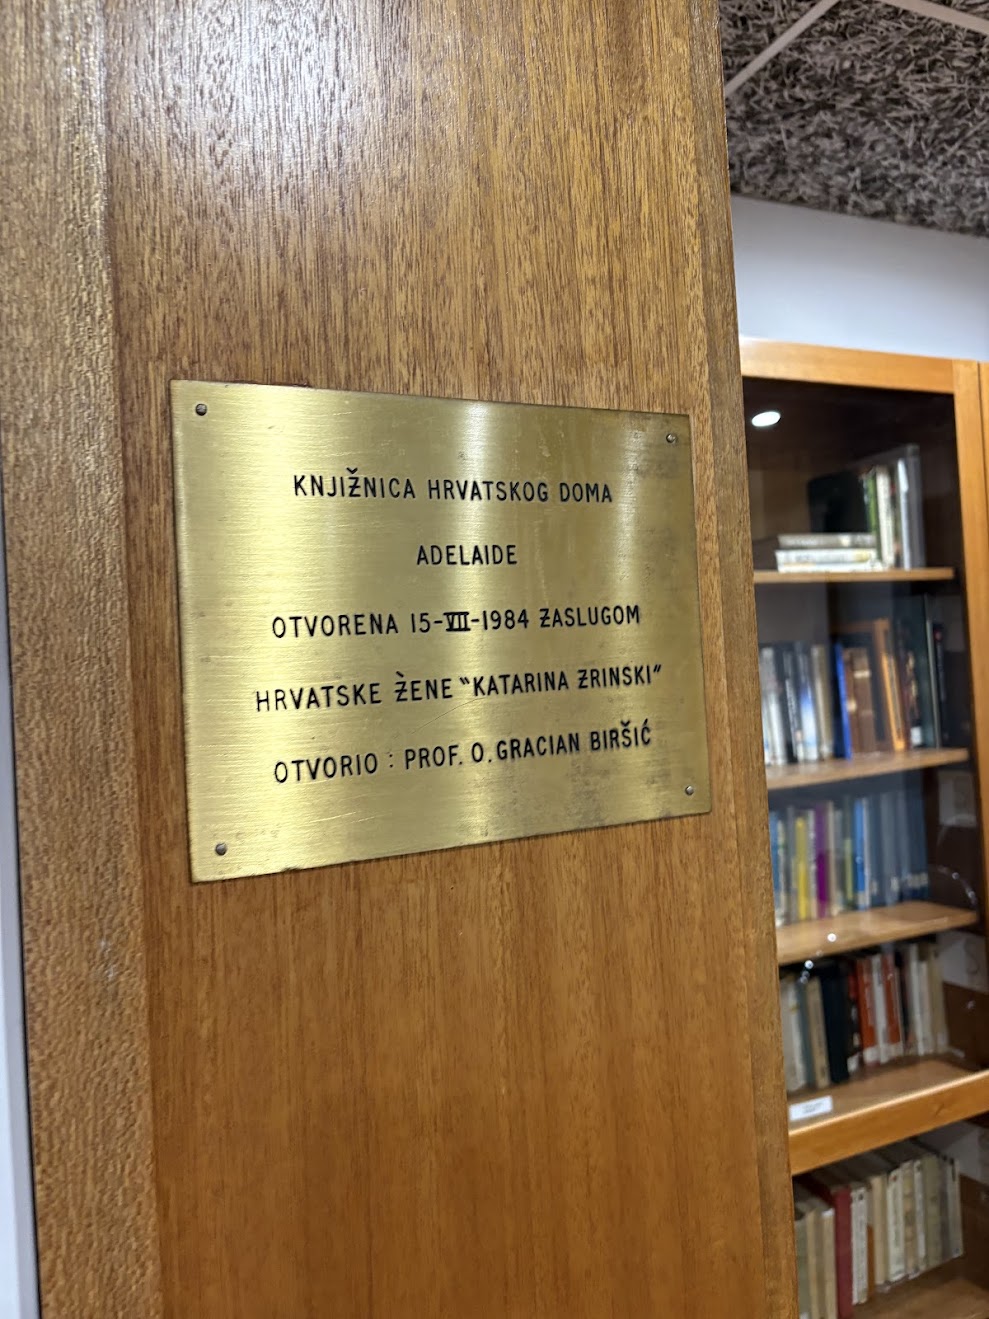 KNJIŽNICA HRVATSKOG DOMA
ADELAIDE
OTVORENA 15-VII-1984 ZASLUGOM
HRVATSKE ŽENE "KATARINA ZRINSKI"
OTVORIO : PROF. O. GRACIAN BIRŠIĆ